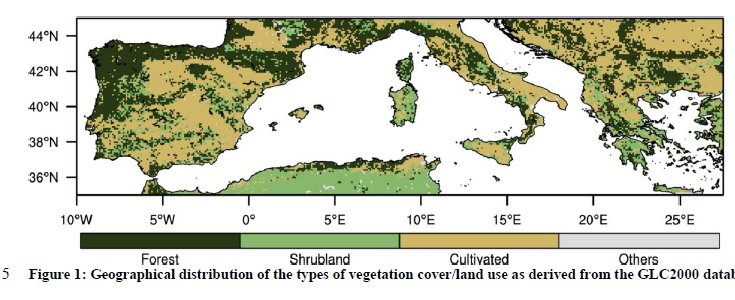 44°N
42°N
40°N
38°N
36°N
10°W 5°W 0° 5°E 10°E 15°E 20°E 25°E
Forest Shrubland Cultivated Others
5 Figure 1: Geographical distribution of the types of vegetation cover/land use as derived from the GLC2000 datab